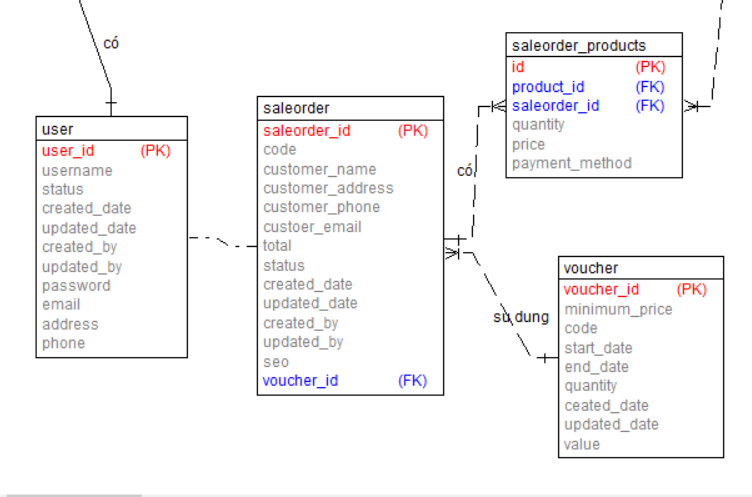 có
user
user_id (PK)
username
status
created_date
updated_date
created_by
updated_by
password
email
address
phone
saleorder
saleorder_id (PK)
code
customer_name
customer_address
customer_phone
custoer_email
total
status
created_date
updated_date
created_by
updated_by
seo
voucher_id (FK)
saleorder_products
id (PK)
product_id (FK)
saleorder_id (FK)
quantity
price
payment_method
có
sử dung
voucher
voucher_id (PK)
minimum_price
code
start_date
end_date
quantity
ceated_date
updated_date
value